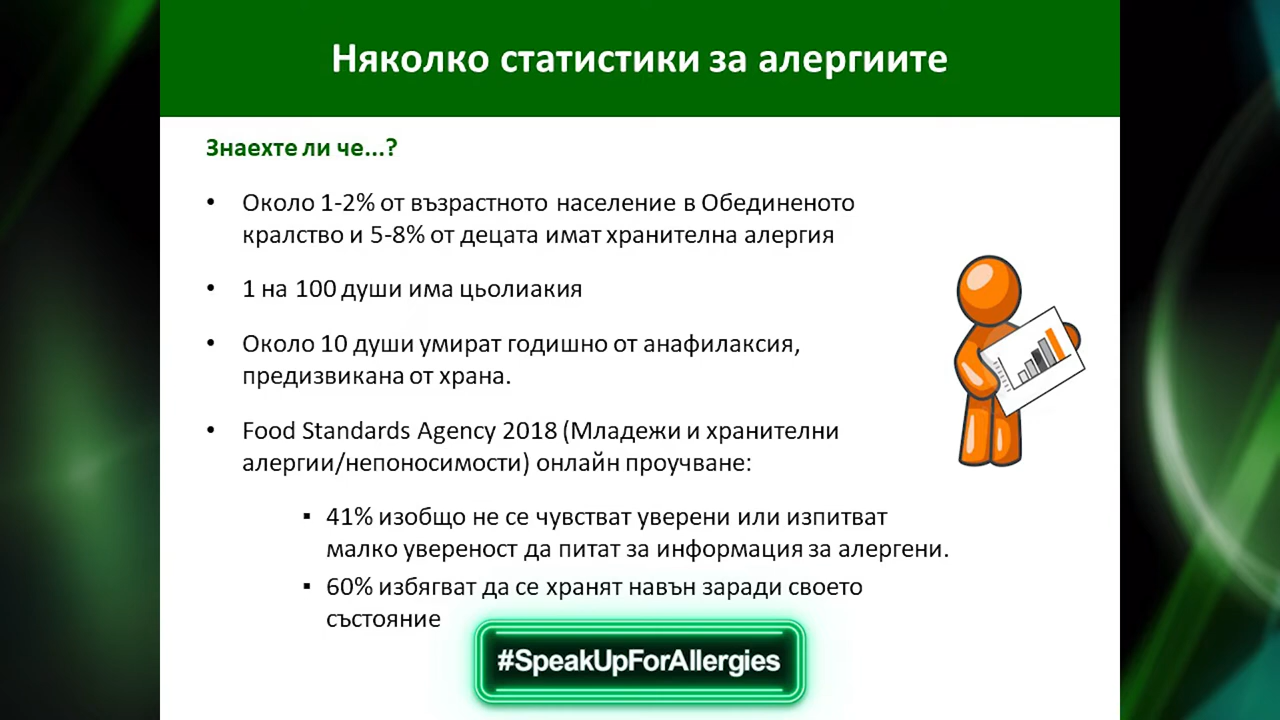 Няколко статистики за алергиите
Знаехте ли че...?
• Около 1-2% от възрастното население в Обединеното
кралство и 5-8% от децата имат хранителна алергия
• 1 на 100 души има цьолиакия
• Около 10 души умират годишно от анафилаксия,
предизвикана от храна.
• Food Standards Agency 2018 (Младежи и хранителни
алергии/непоносимости) онлайн проучване:
▪ 41% изобщо не се чувстват уверени или изпитват
малко увереност да питат за информация за алергени.
▪ 60% избягват да се хранят навън заради своето
състояние
#SpeakUpForAllergies